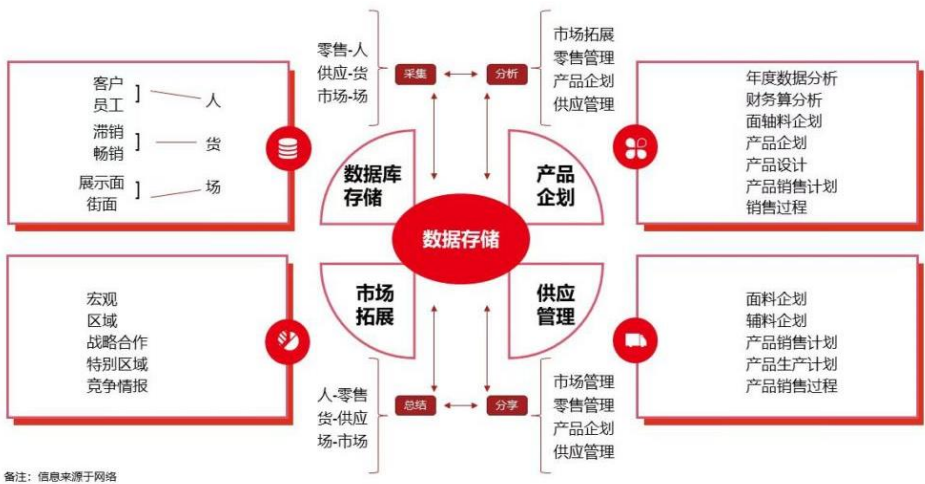 零售-人
供应-货
市场-场
采集
分析
市场拓展
零售管理
产品企划
供应管理
客户
员工
人
滞销
畅销
货
展示面
街面
场
数据库
存储
产品
企划
年度数据分析
财务算分析
面轴料企划
产品企划
产品设计
产品销售计划
销售过程
数据存储
宏观
区域
战略合作
特别区域
竞争情报
市场
拓展
供应
管理
面料企划
辅料企划
产品销售计划
产品生产计划
产品销售过程
人-零售
货-供应
场-市场
总结
分享
市场管理
零售管理
产品企划
供应管理
备注：信息来源于网络